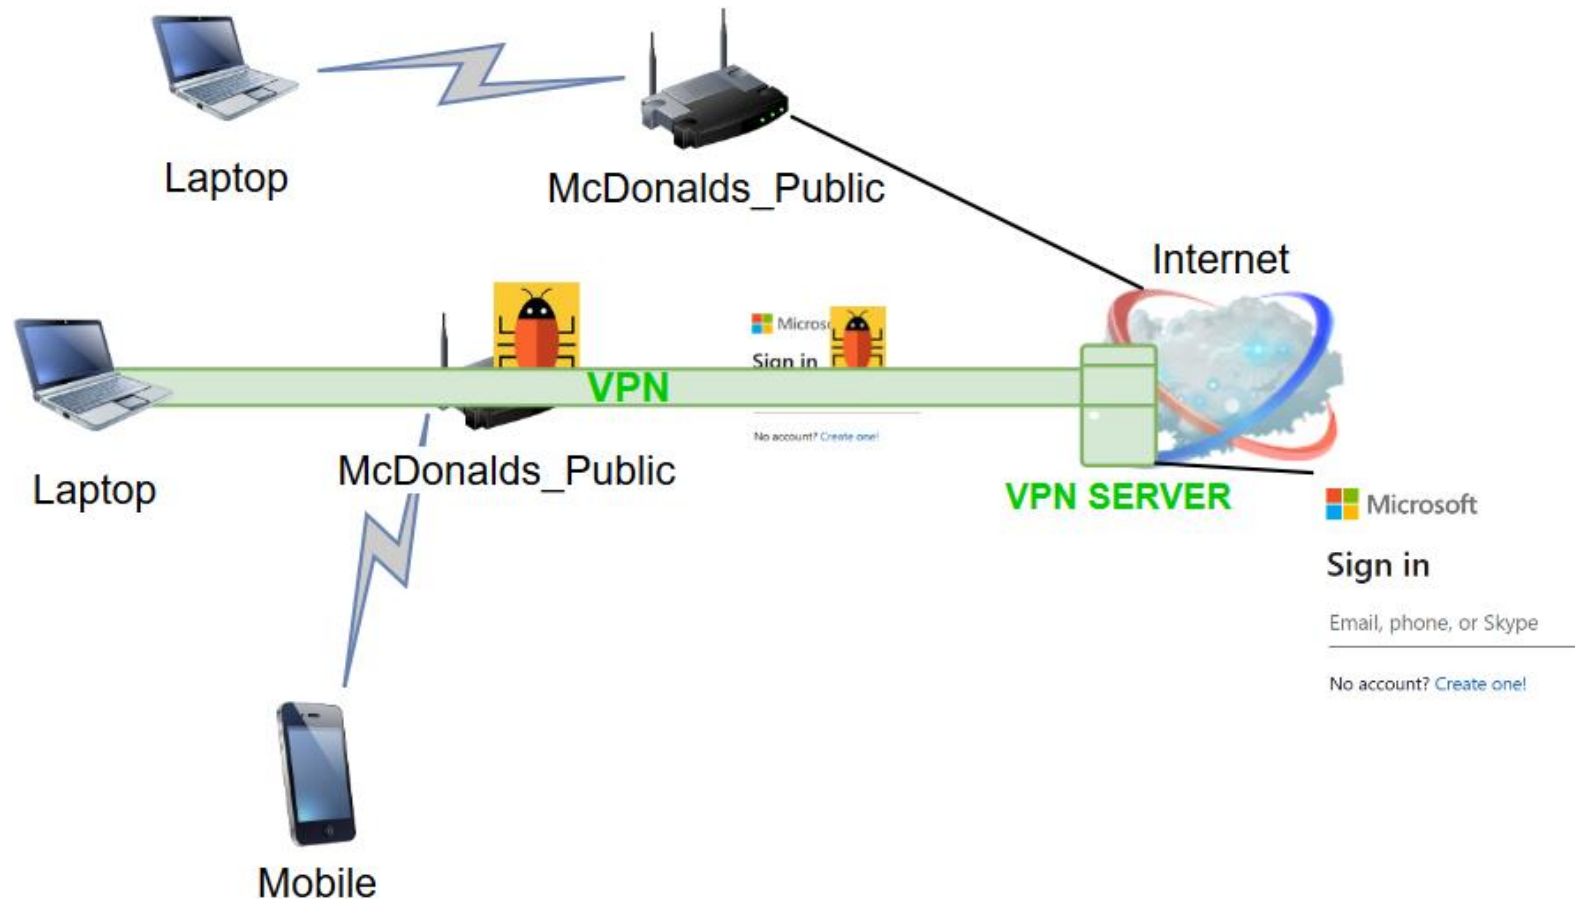 Laptop
McDonalds_Public
Internet
Sign in
VPN
No account? Create one!
Laptop
McDonalds_Public
VPN SERVER
Microsoft
Sign in
Email, phone, or Skype
No account? Create one!
Mobile